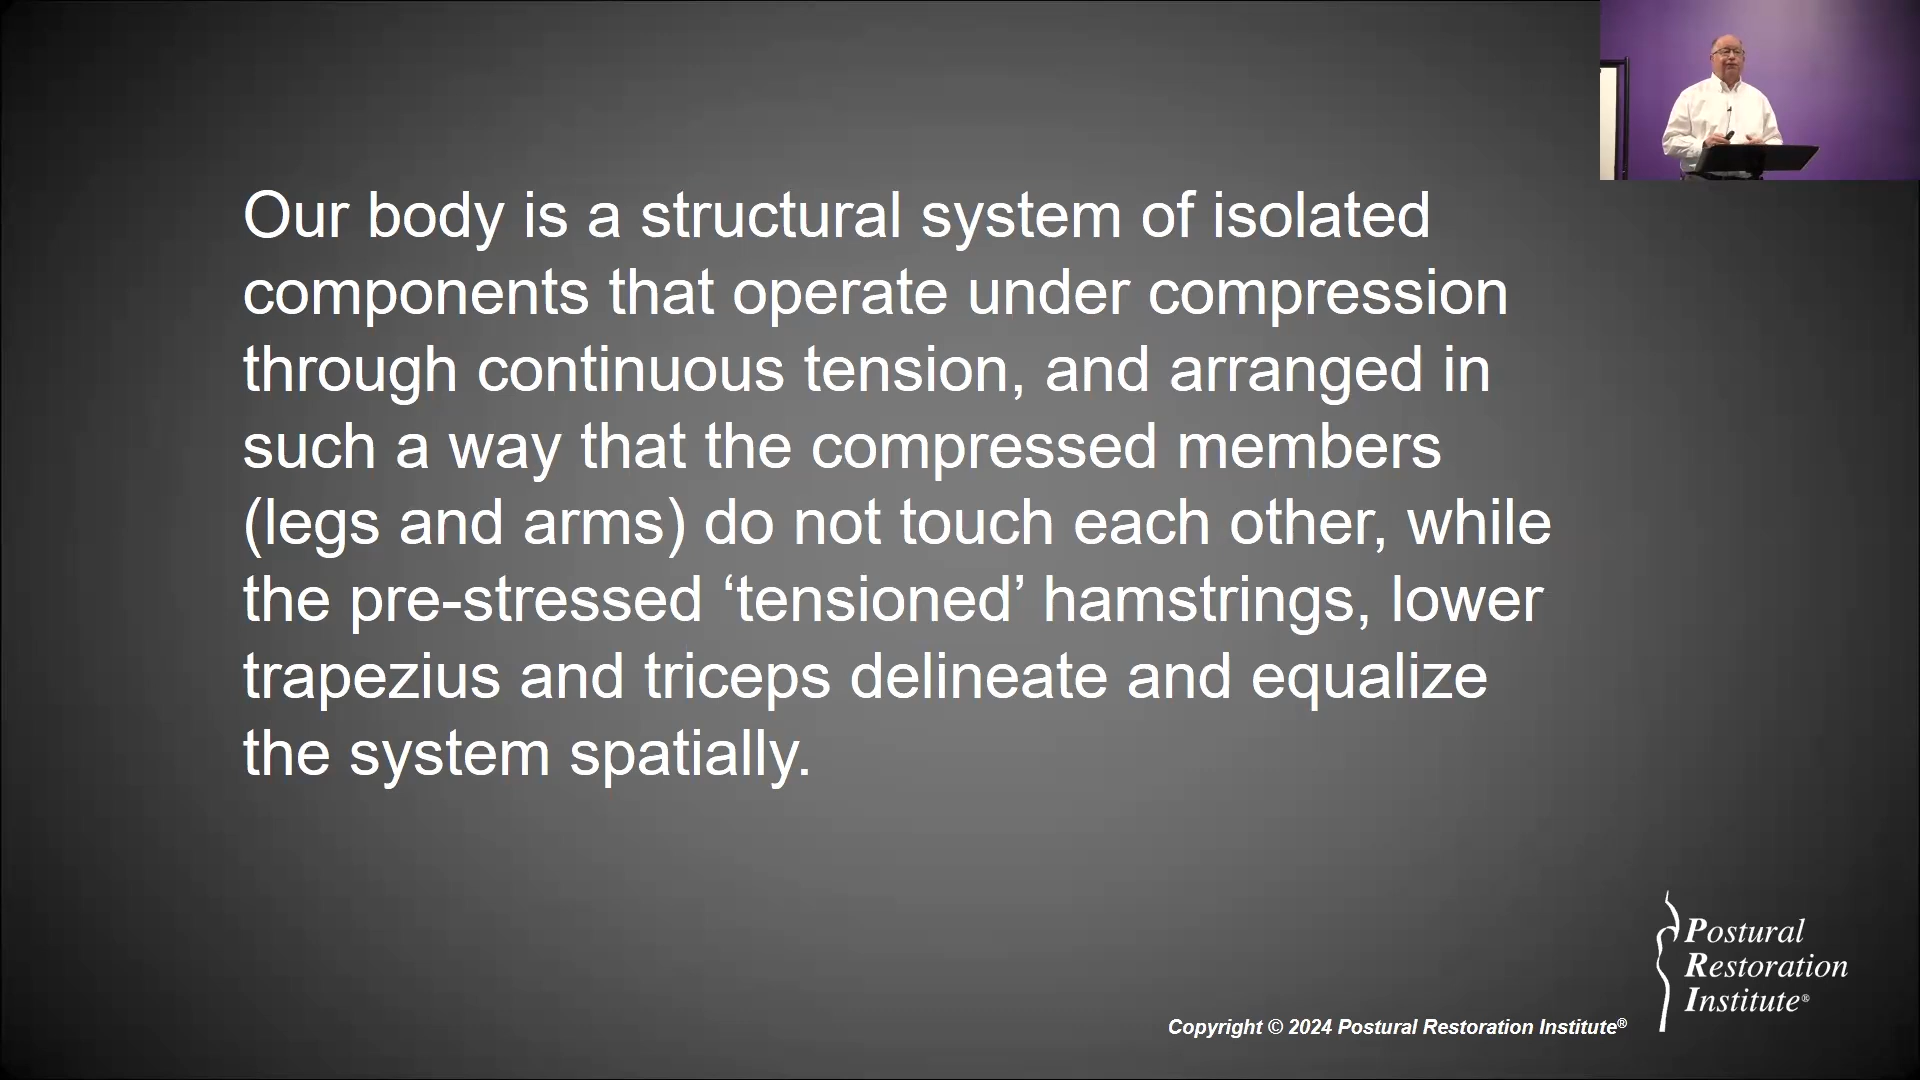 Our body is a structural system of isolated
components that operate under compression
through continuous tension, and arranged in
such a way that the compressed members
(legs and arms) do not touch each other, while
the pre-stressed ‘tensioned’ hamstrings, lower
trapezius and triceps delineate and equalize
the system spatially.
Postural
Restoration
Institute®
Copyright © 2024 Postural Restoration Institute®